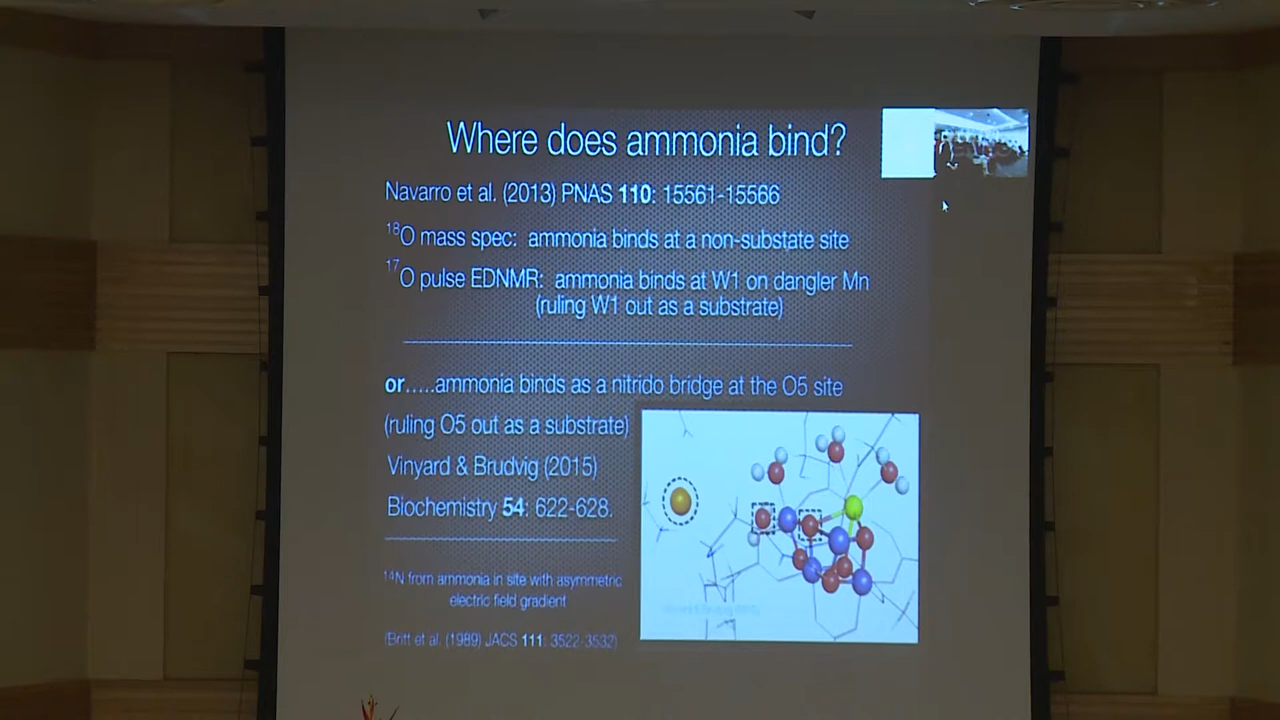 Where does ammonia bind?
Navarro et al. (2013) PNAS 110: 15561-15566
¹⁸O mass spec: ammonia binds at a non-substate site
¹⁷O pulse EDNMR: ammonia binds at W1 on dangler Mn
(ruling W1 out as a substrate)
or.....ammonia binds as a nitrido bridge at the O5 site
(ruling O5 out as a substrate)
Vinyard & Brudvig (2015)
Biochemistry 54: 622-628.
¹⁴N from ammonia in site with asymmetric
electric field gradient
(Britt et al. (1989) JACS 111: 3522-3532)